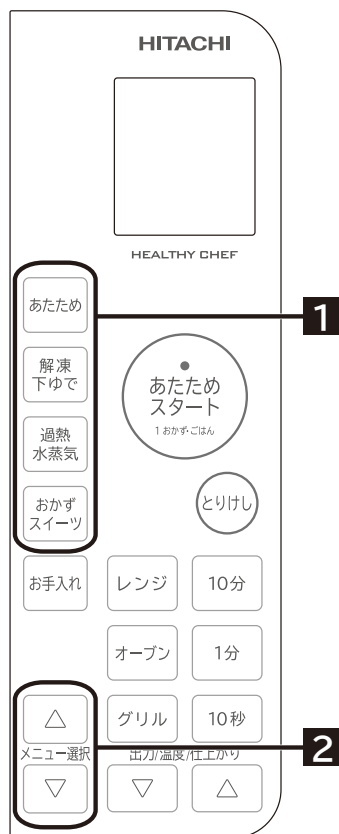 HITACHI
HEALTHY CHEF
あたため
1
解凍
下ゆで
あたため
スタート
1 おかず・ごはん
過熱
水蒸気
おかず
スイーツ
とりけし
お手入れ
レンジ
10分
オーブン
1分
グリル
10秒
メニュー選択
出力/温度/仕上がり
2